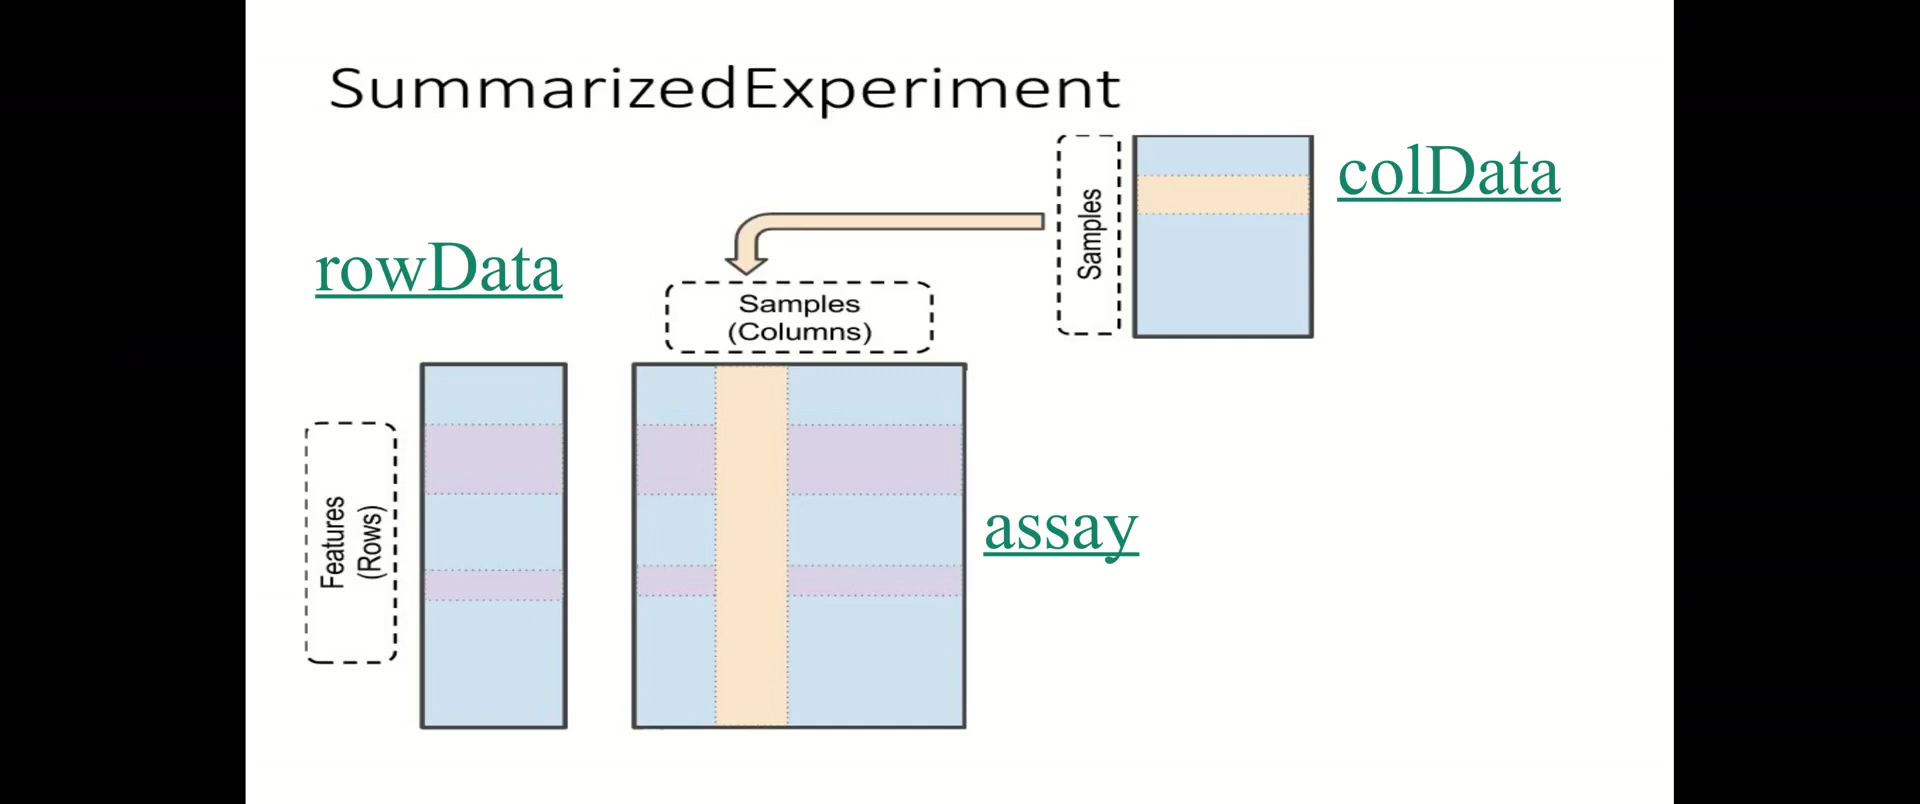 SummarizedExperiment
colData
Samples
rowData
Samples
(Columns)
Features
(Rows)
assay